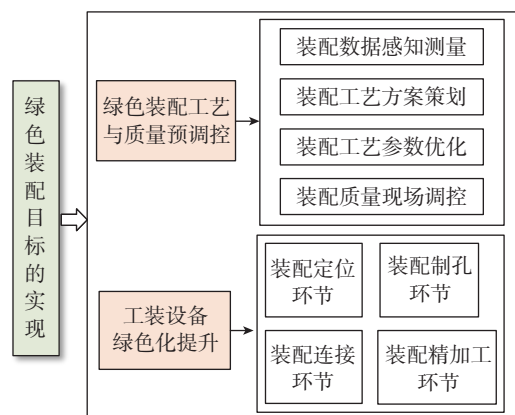 绿色装配目标的实现
绿色装配工艺
与质量预调控
装配数据感知测量
装配工艺方案策划
装配工艺参数优化
装配质量现场调控
工装设备
绿色化提升
装配定位
环节
装配制孔
环节
装配连接
环节
装配精加工
环节